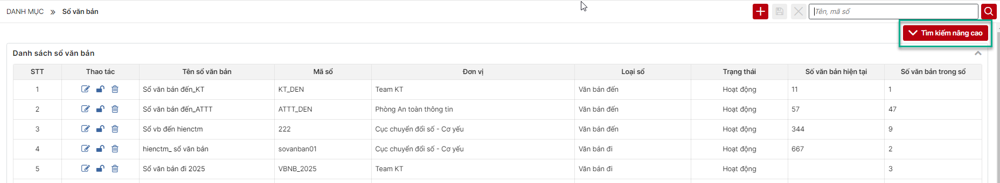 DANH MỤC » Sổ văn bản
Tên, mã sổ
Tìm kiếm nâng cao
Danh sách sổ văn bản
STT Thao tác Tên sổ văn bản Mã sổ Đơn vị Loại sổ Trạng thái Số văn bản hiện tại Số văn bản trong sổ
1 Sổ văn bản đến_KT KT_DEN Team KT Văn bản đến Hoạt động 11 1
2 Sổ văn bản đến_ATTT ATTT_DEN Phòng An toàn thông tin Văn bản đến Hoạt động 57 47
3 Sổ vb đến hienctm 222 Cục chuyển đổi số - Cơ yếu Văn bản đến Hoạt động 344 9
4 hienctm_ sổ văn bản sovanban01 Cục chuyển đổi số - Cơ yếu Văn bản đi Hoạt động 667 2
5 Sổ văn bản đi 2025 VBNB_2025 Team KT Văn bản đi Hoạt động 3